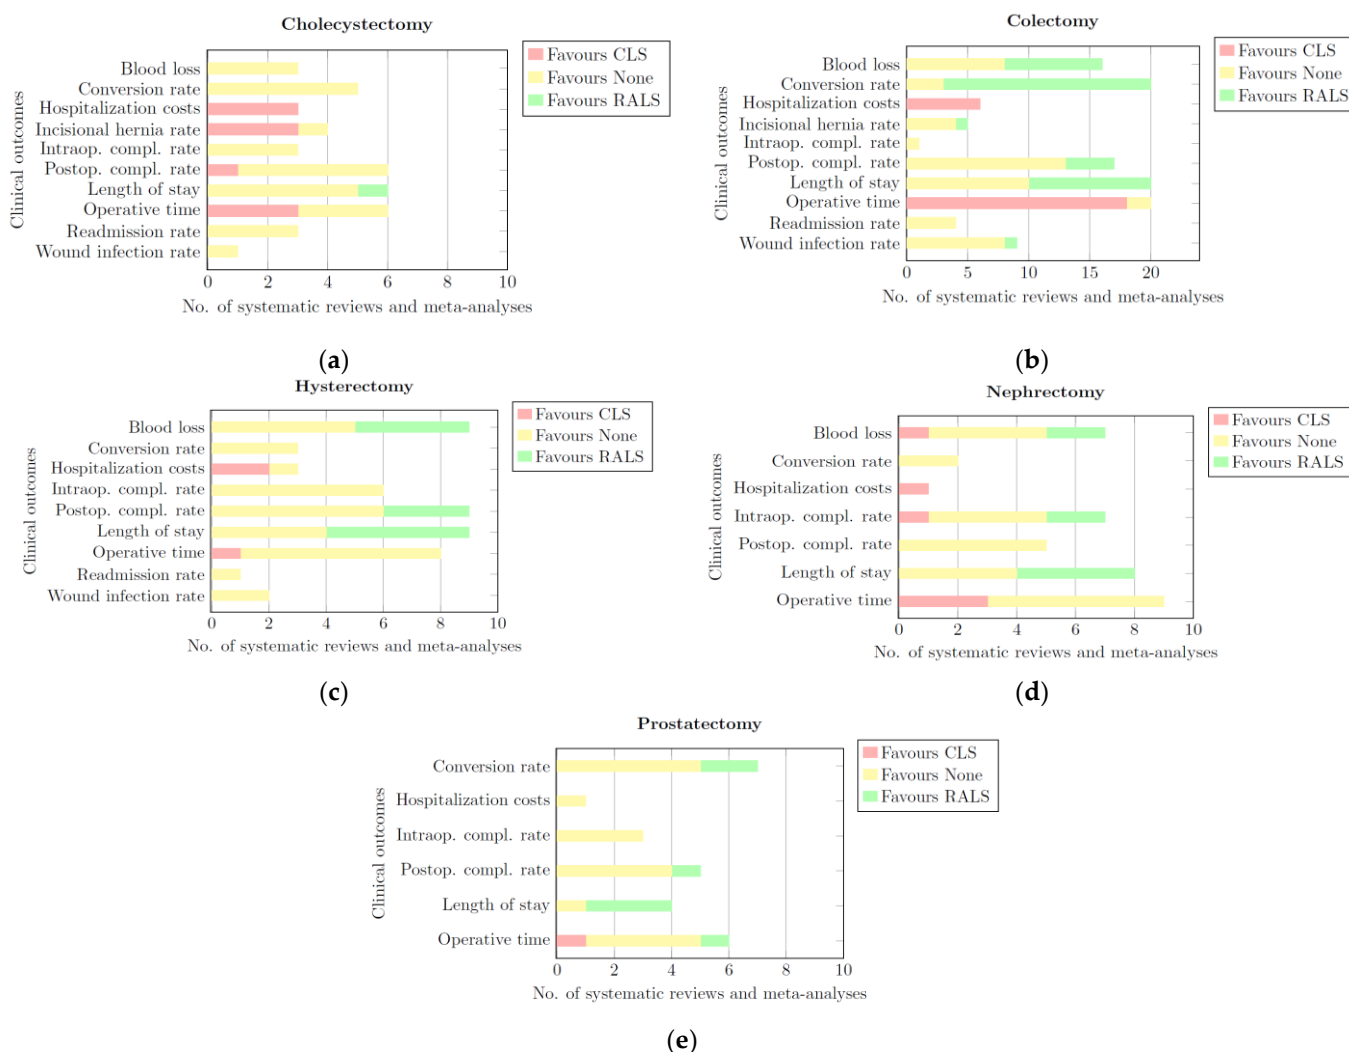 Cholecystectomy
Clinical outcomes
Blood loss
Conversion rate
Hospitalization costs
Incisional hernia rate
Intraop. compl. rate
Postop. compl. rate
Length of stay
Operative time
Readmission rate
Wound infection rate
0 2 4 6 8 10
No. of systematic reviews and meta-analyses
Favours CLS
Favours None
Favours RALS
(a)
Colectomy
Clinical outcomes
Blood loss
Conversion rate
Hospitalization costs
Incisional hernia rate
Intraop. compl. rate
Postop. compl. rate
Length of stay
Operative time
Readmission rate
Wound infection rate
0 5 10 15 20
No. of systematic reviews and meta-analyses
Favours CLS
Favours None
Favours RALS
(b)
Hysterectomy
Clinical outcomes
Blood loss
Conversion rate
Hospitalization costs
Intraop. compl. rate
Postop. compl. rate
Length of stay
Operative time
Readmission rate
Wound infection rate
0 2 4 6 8 10
No. of systematic reviews and meta-analyses
Favours CLS
Favours None
Favours RALS
(c)
Nephrectomy
Clinical outcomes
Blood loss
Conversion rate
Hospitalization costs
Intraop. compl. rate
Postop. compl. rate
Length of stay
Operative time
0 2 4 6 8 10
No. of systematic reviews and meta-analyses
Favours CLS
Favours None
Favours RALS
(d)
Prostatectomy
Clinical outcomes
Conversion rate
Hospitalization costs
Intraop. compl. rate
Postop. compl. rate
Length of stay
Operative time
0 2 4 6 8 10
No. of systematic reviews and meta-analyses
Favours CLS
Favours None
Favours RALS
(e)